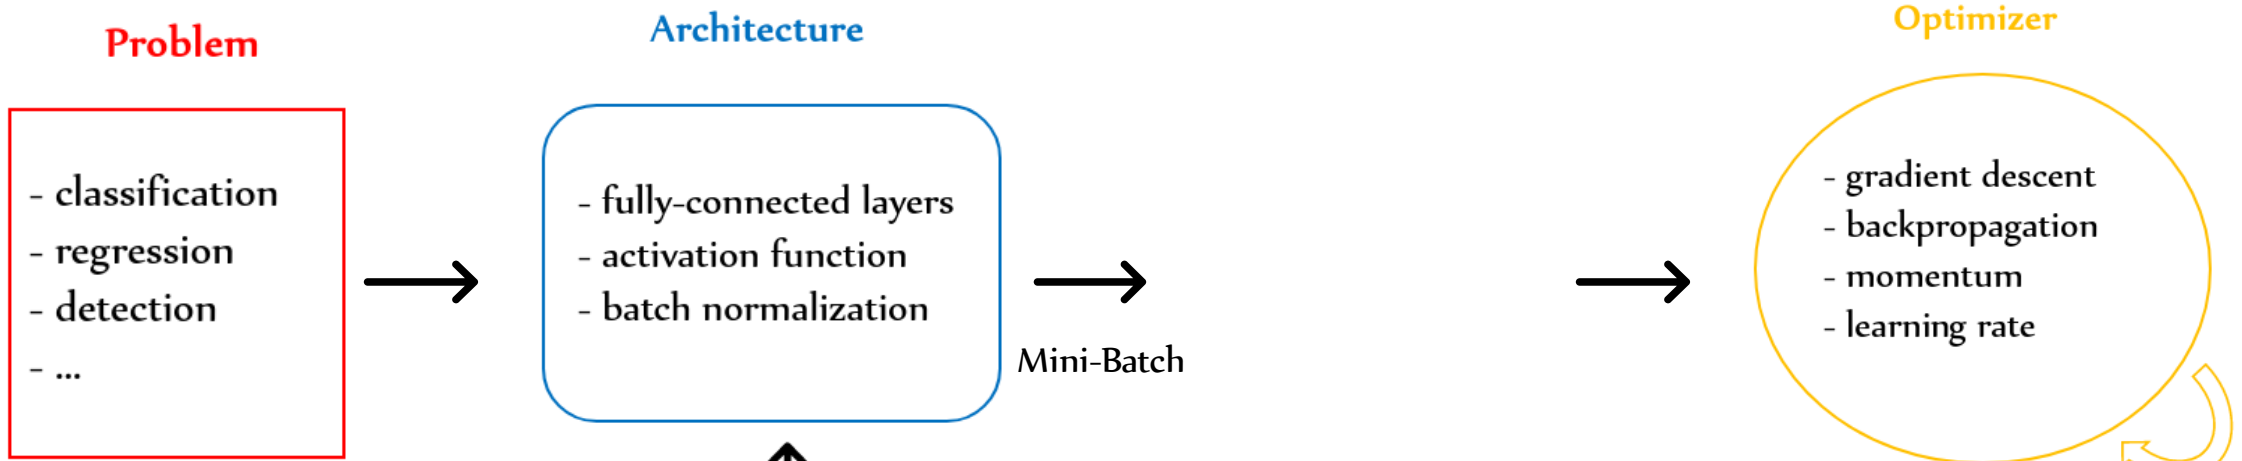 Problem
- classification
- regression
- detection
- ...
Architecture
- fully-connected layers
- activation function
- batch normalization
Mini-Batch
Optimizer
- gradient descent
- backpropagation
- momentum
- learning rate